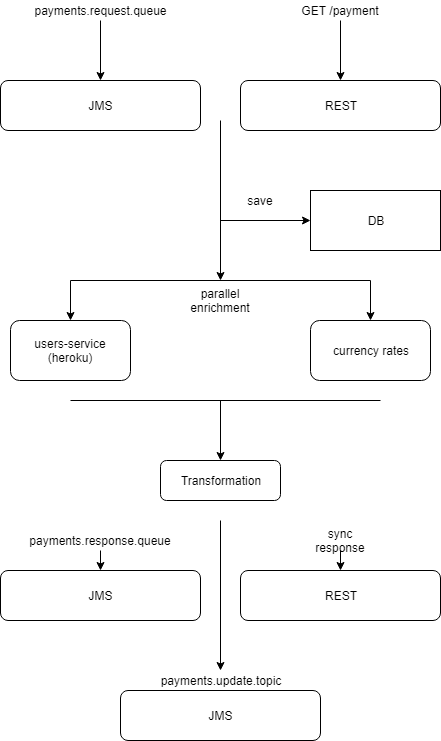 payments.request.queue
GET /payment
JMS
REST
save
DB
parallel
enrichment
users-service
(heroku)
currency rates
Transformation
payments.response.queue
sync
response
JMS
REST
payments.update.topic
JMS